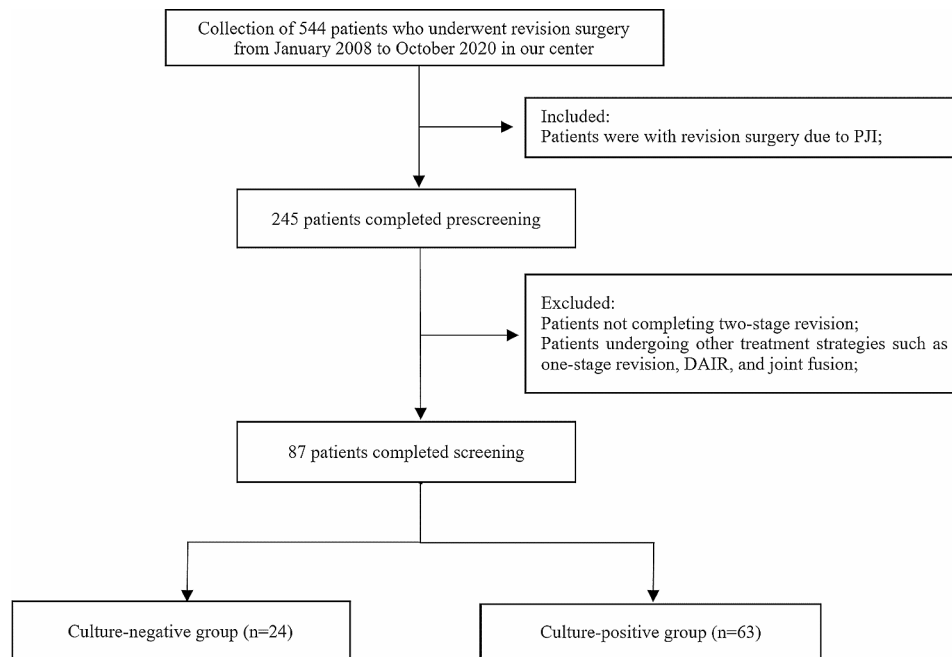 Collection of 544 patients who underwent revision surgery
from January 2008 to October 2020 in our center
Included:
Patients were with revision surgery due to PJI;
245 patients completed prescreening
Excluded:
Patients not completing two-stage revision;
Patients undergoing other treatment strategies such as
one-stage revision, DAIR, and joint fusion;
87 patients completed screening
Culture-negative group (n=24)
Culture-positive group (n=63)